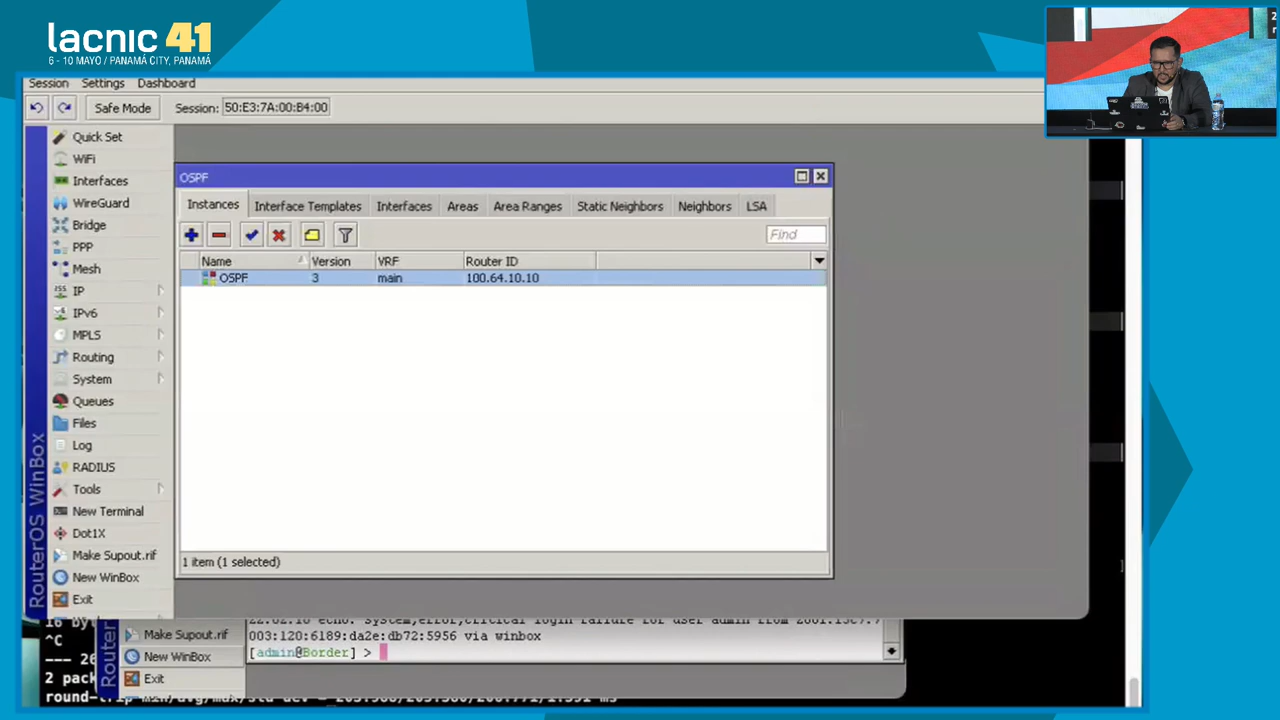 lacnic 41
6 - 10 MAYO / PANAMÁ CITY, PANAMÁ
Session Settings Dashboard
Safe Mode Session: 50:E3:7A:00:B4:00
Quick Set
WiFi
Interfaces
WireGuard
Bridge
PPP
Mesh
IP
IPv6
MPLS
Routing
System
Queues
Files
Log
RADIUS
Tools
New Terminal
Dot1X
Make Supout.rif
New WinBox
Exit
RouterOS WinBox
OSPF
Instances Interface Templates Interfaces Areas Area Ranges Static Neighbors Neighbors LSA
Find
Name Version VRF Router ID
OSPF 3 main 100.64.10.10
1 item (1 selected)
003:120:6189:da2e:db72:5956 via winbox
[admin@Border] >
Make Supout.rif
New WinBox
Exit
^C
--- 26
2 pack